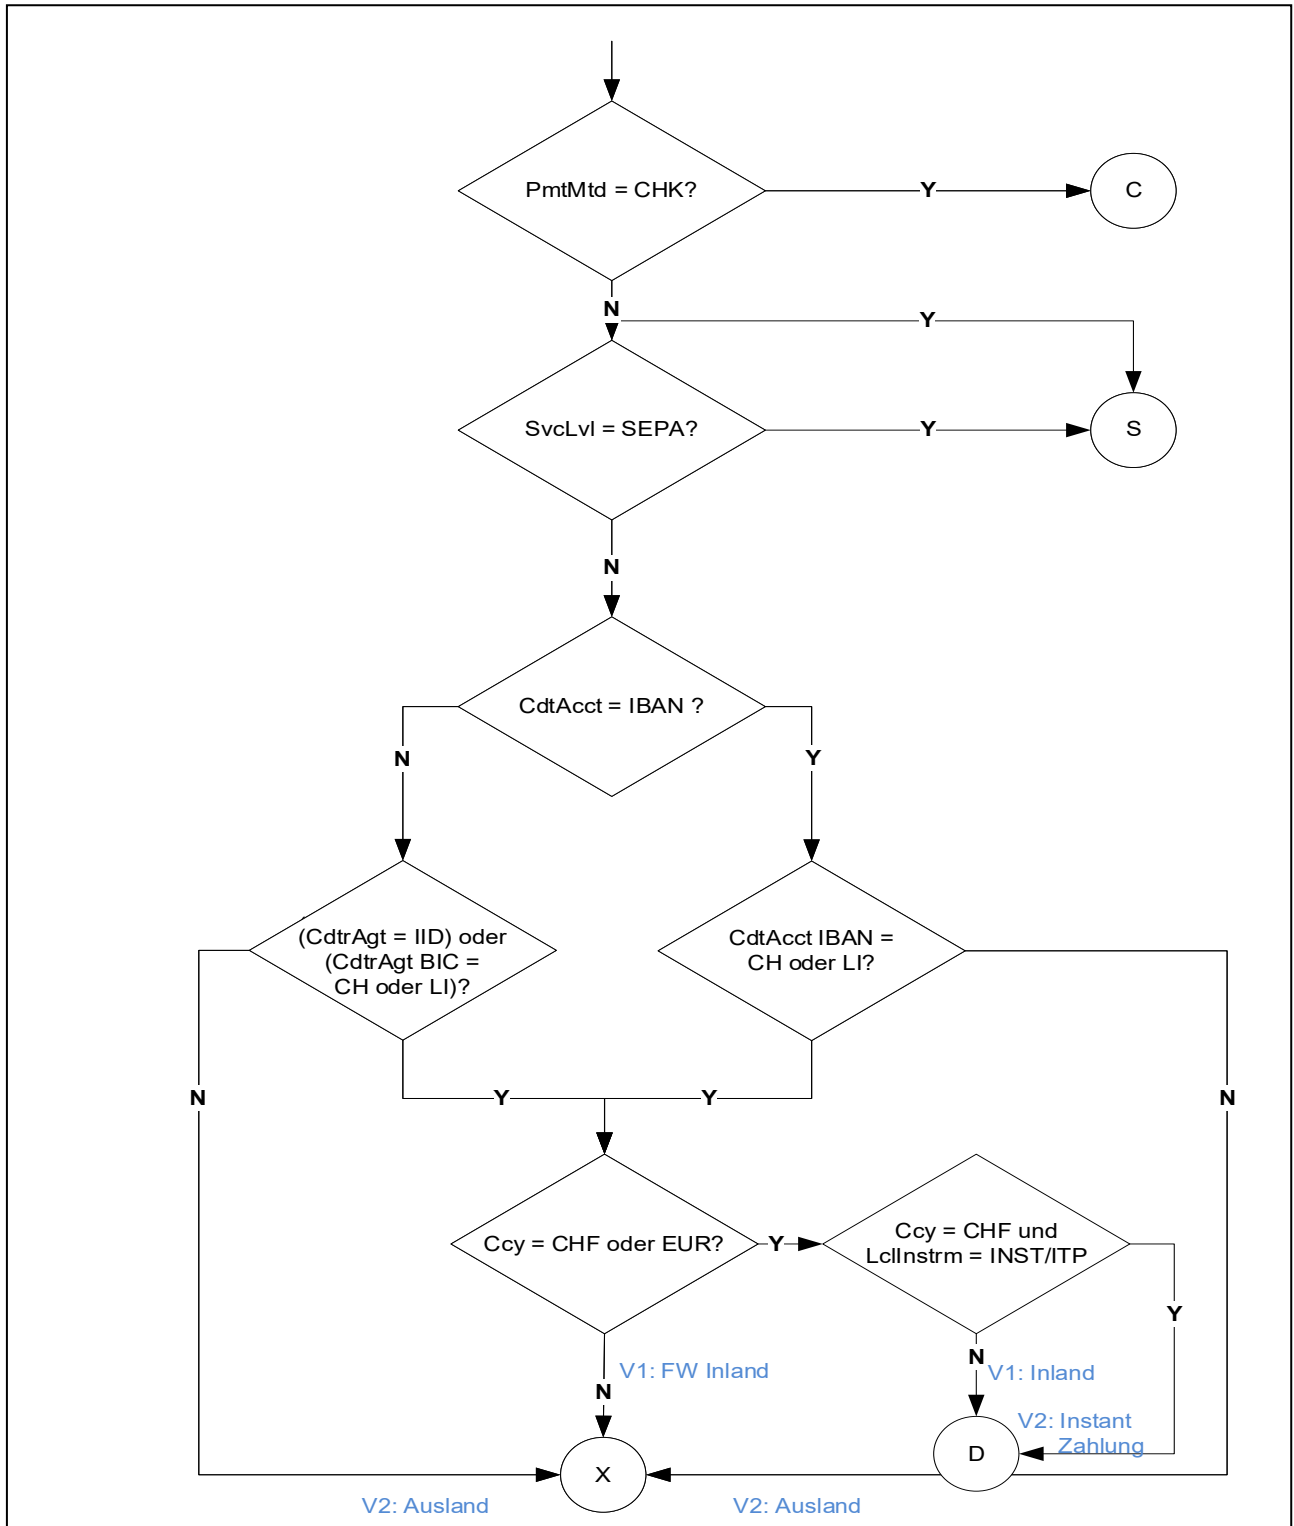 PmtMtd = CHK?
Y
C
N
Y
SvcLvl = SEPA?
Y
S
N
CdtAcct = IBAN ?
N
Y
(CdtrAgt = IID) oder
(CdtrAgt BIC =
CH oder LI)?
CdtAcct IBAN =
CH oder LI?
N
Y
Y
N
Ccy = CHF oder EUR?
Y
Ccy = CHF und
LclInstrm = INST/ITP
Y
N
V1: FW Inland
N
V1: Inland
V2: Instant
Zahlung
D
X
V2: Ausland
V2: Ausland